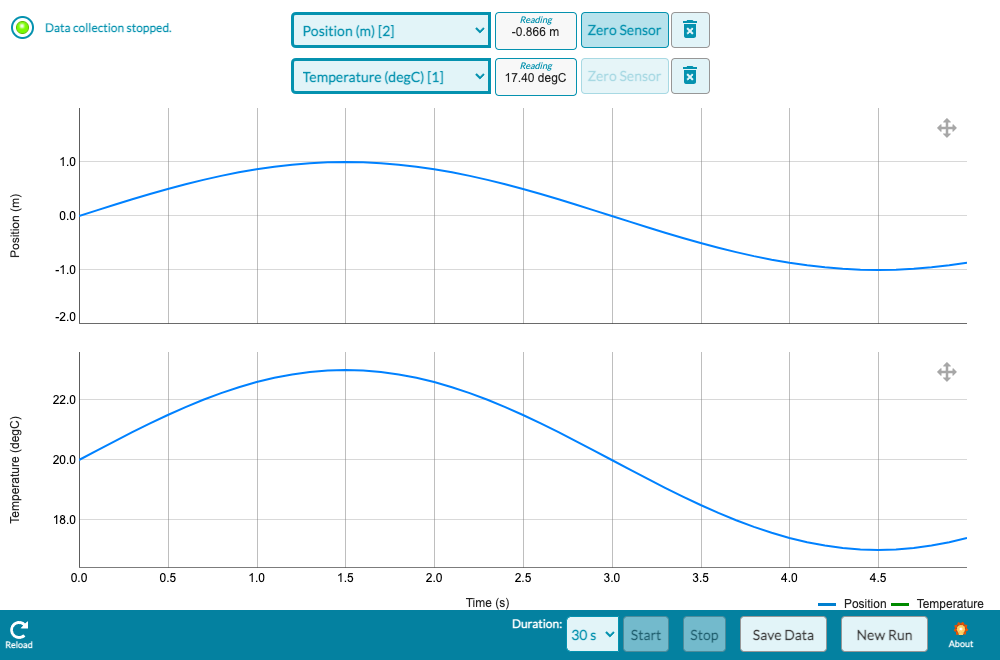 Data collection stopped.
Position (m) [2]
Reading
-0.866 m
Zero Sensor
Temperature (degC) [1]
Reading
17.40 degC
Zero Sensor
Position (m)
1.0
0.0
-1.0
-2.0
Temperature (degC)
22.0
20.0
18.0
0.0 0.5 1.0 1.5 2.0 2.5 3.0 3.5 4.0 4.5
Time (s)
Position Temperature
Reload
Duration: 30 s Start Stop Save Data New Run
About